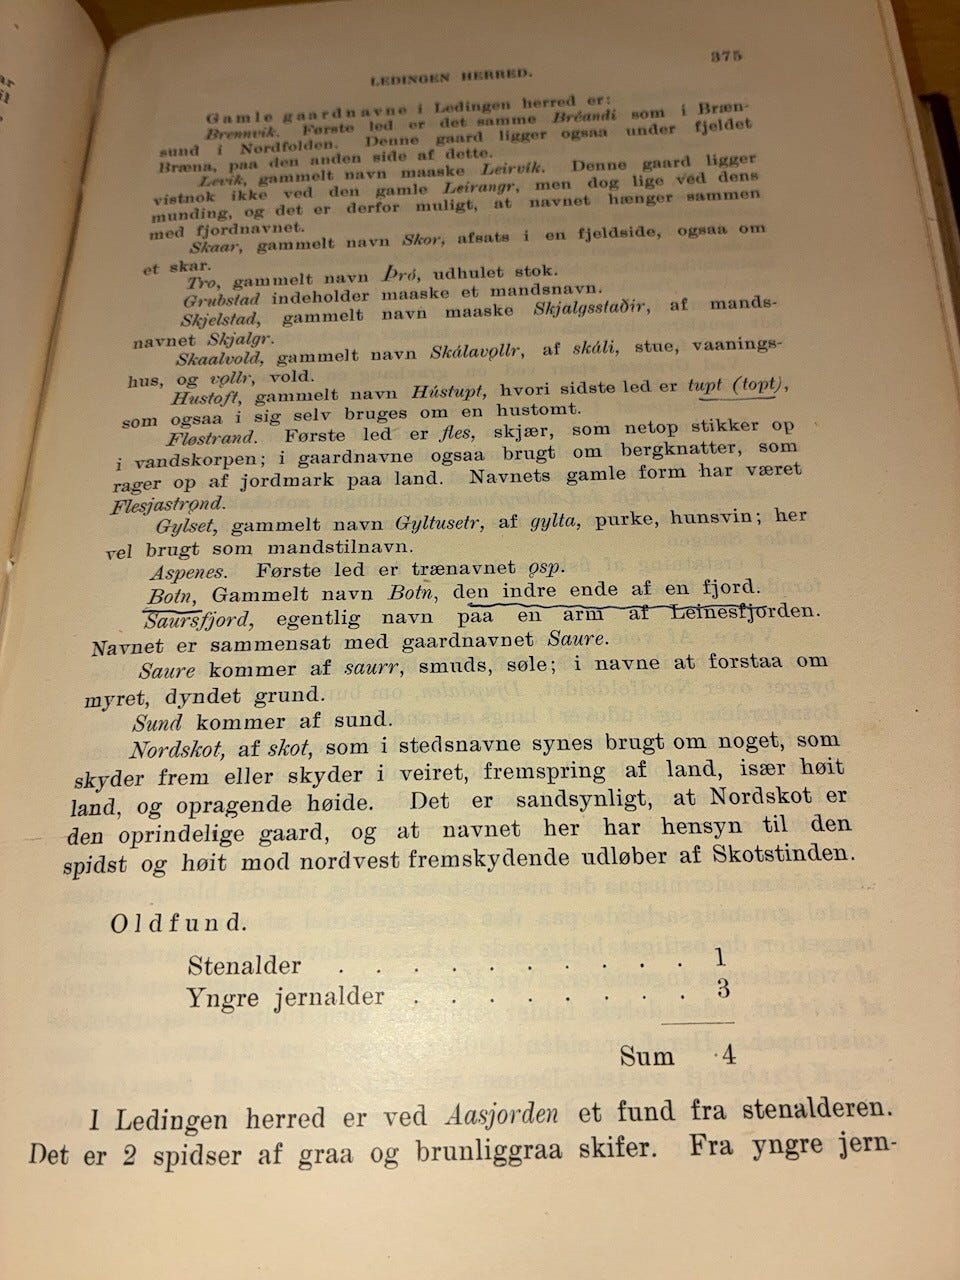 LEDINGEN HERRED.
375
Gamle gaardnavne i Ledingen herred er:
Brennvik. Første led er det samme Bréandi som i Bræn-
sund i Nordfolden. Denne gaard ligger ogsaa under fjeldet
Bræna, paa den anden side af dette.
Levik, gammelt navn maaske Leirvik. Denne gaard ligger
vistnok ikke ved den gamle Leirangr, men dog lige ved dens
munding, og det er derfor muligt, at navnet hænger sammen
med fjordnavnet.
Skaar, gammelt navn Skor, afsats i en fjeldside, ogsaa om
et skar.
Tro, gammelt navn Þró, udhulet stok.
Grubstad indeholder maaske et mandsnavn.
Skjelstad, gammelt navn maaske Skjalgsstaðir, af mands-
navnet Skjalgr.
Skaalvold, gammelt navn Skálavǫllr, af skáli, stue, vaanings-
hus, og vǫllr, vold.
Hustoft, gammelt navn Hústupt, hvori sidste led er tupt (topt),
som ogsaa i sig selv bruges om en hustomt.
Fløstrand. Første led er fles, skjær, som netop stikker op
i vandskorpen; i gaardnavne ogsaa brugt om bergknatter, som
rager op af jordmark paa land. Navnets gamle form har været
Flesjastrǫnd.
Gylset, gammelt navn Gyltusetr, af gylta, purke, hunsvin; her
vel brugt som mandstilnavn.
Aspenes. Første led er trænavnet ǫsp.
Botn, Gammelt navn Botn, den indre ende af en fjord.
Saursfjord, egentlig navn paa en arm af Leinesfjorden.
Navnet er sammensat med gaardnavnet Saure.
Saure kommer af saurr, smuds, søle; i navne at forstaa om
myret, dyndet grund.
Sund kommer af sund.
Nordskot, af skot, som i stedsnavne synes brugt om noget, som
skyder frem eller skyder i veiret, fremspring af land, især høit
land, og opragende høide. Det er sandsynligt, at Nordskot er
den oprindelige gaard, og at navnet her har hensyn til den
spidst og høit mod nordvest fremskydende udløber af Skotstinden.
Oldfund.
Stenalder . . . . . . . . . . . 1
Yngre jernalder . . . . . . . . 3
Sum 4
I Ledingen herred er ved Aasjorden et fund fra stenalderen.
Det er 2 spidser af graa og brunliggraa skifer. Fra yngre jern-